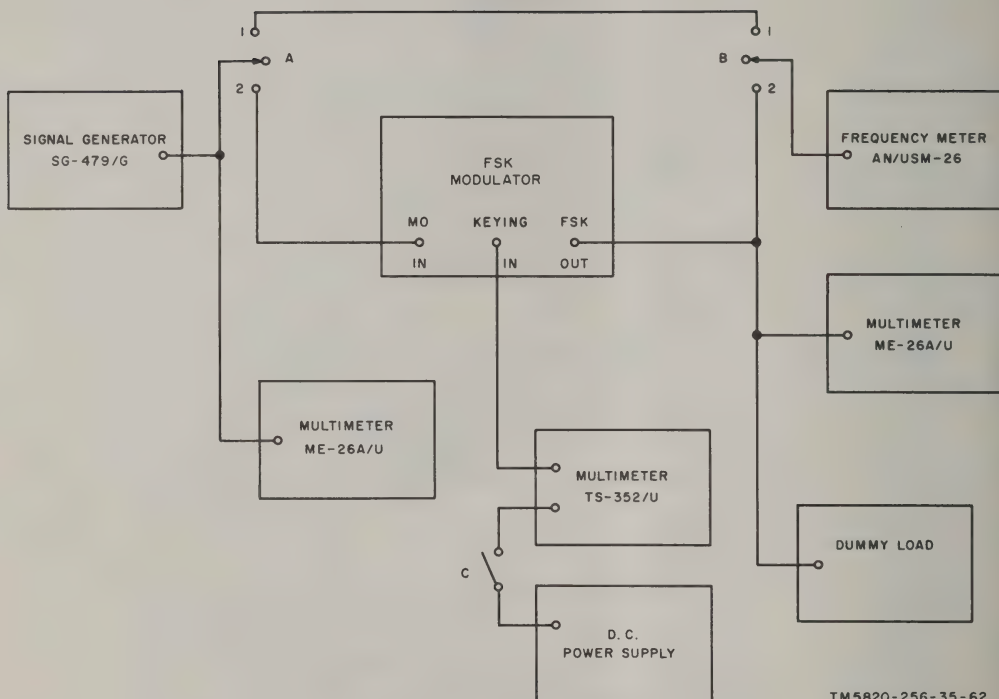 1
A
2
1
B
2
SIGNAL GENERATOR
SG-479/G
FREQUENCY METER
AN/USM-26
FSK
MODULATOR
MO
IN
KEYING
IN
FSK
OUT
MULTIMETER
ME-26A/U
MULTIMETER
ME-26A/U
MULTIMETER
TS-352/U
C
DUMMY LOAD
D.C.
POWER SUPPLY
TM5820-256-35-62